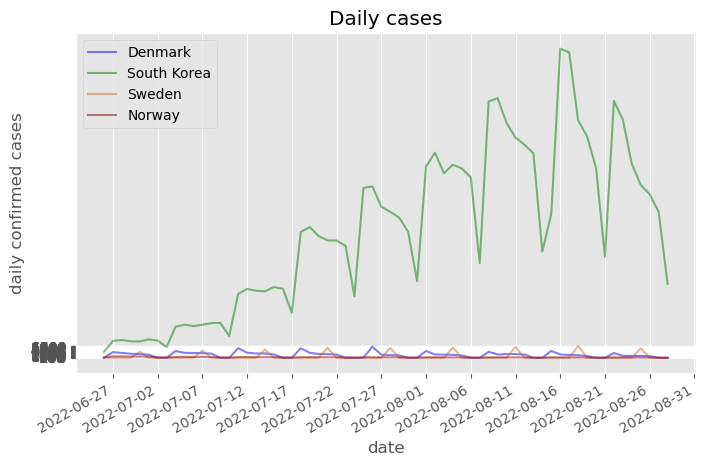 Daily cases
Denmark
South Korea
Sweden
Norway
daily confirmed cases
2022-06-27
2022-07-02
2022-07-07
2022-07-12
2022-07-17
2022-07-22
2022-07-27
2022-08-01
2022-08-06
2022-08-11
2022-08-16
2022-08-21
2022-08-26
2022-08-31
date